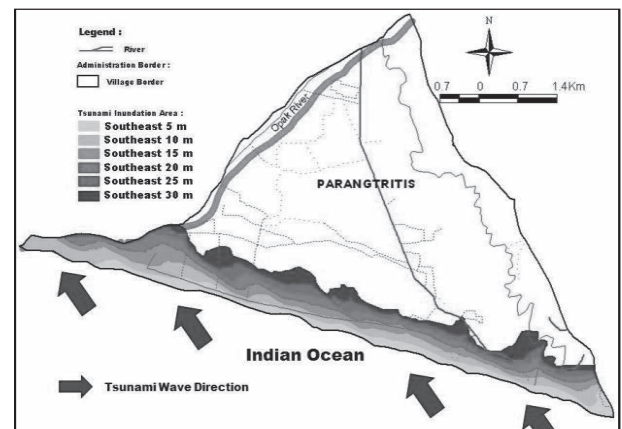 Legend :
River
Administration Border :
Village Border
Tsunami Inundation Area :
Southeast 5 m
Southeast 10 m
Southeast 15 m
Southeast 20 m
Southeast 25 m
Southeast 30 m
N
0.7 0 0.7 1.4Km
Opak River
PARANGTRITIS
Indian Ocean
Tsunami Wave Direction